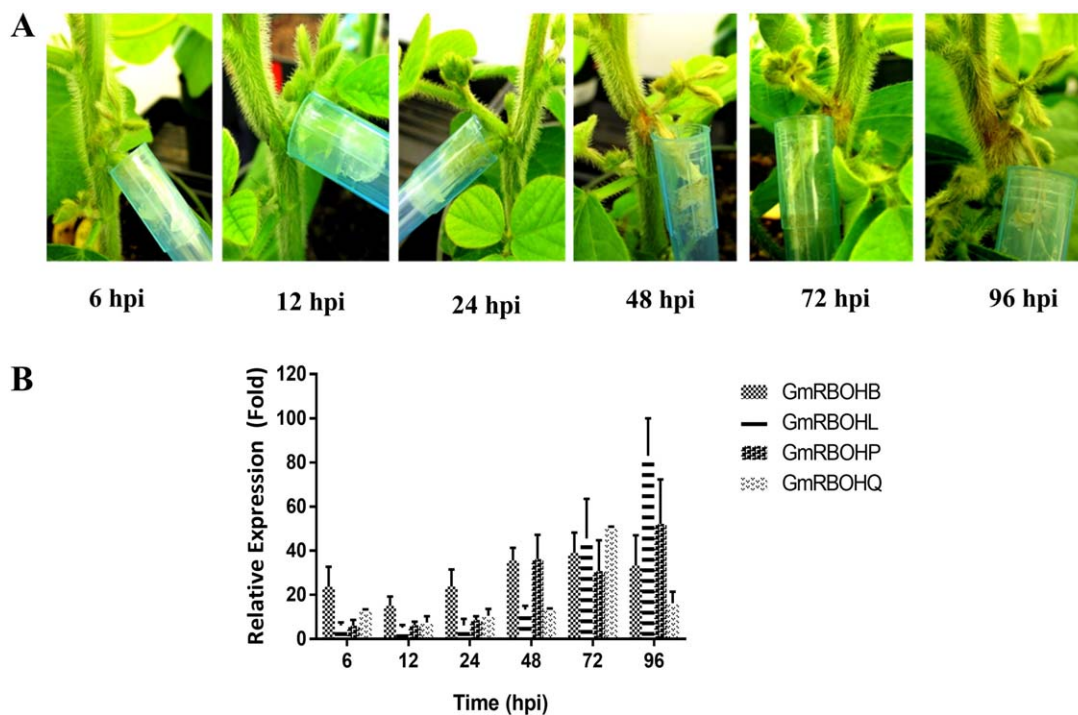 A
6 hpi
12 hpi
24 hpi
48 hpi
72 hpi
96 hpi
B
Relative Expression (Fold)
120
100
80
60
40
20
0
6 12 24 48 72 96
Time (hpi)
GmRBOHB
GmRBOHL
GmRBOHP
GmRBOHQ